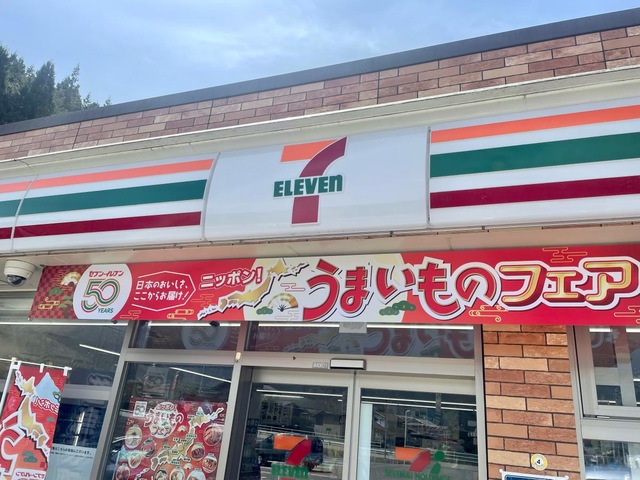 7
ELEVEn
セブン-イレブン
50
YEARS
日本のおいしさ、
ここからお届け!
ニッポン!
うまいものフェア
ELEVEn